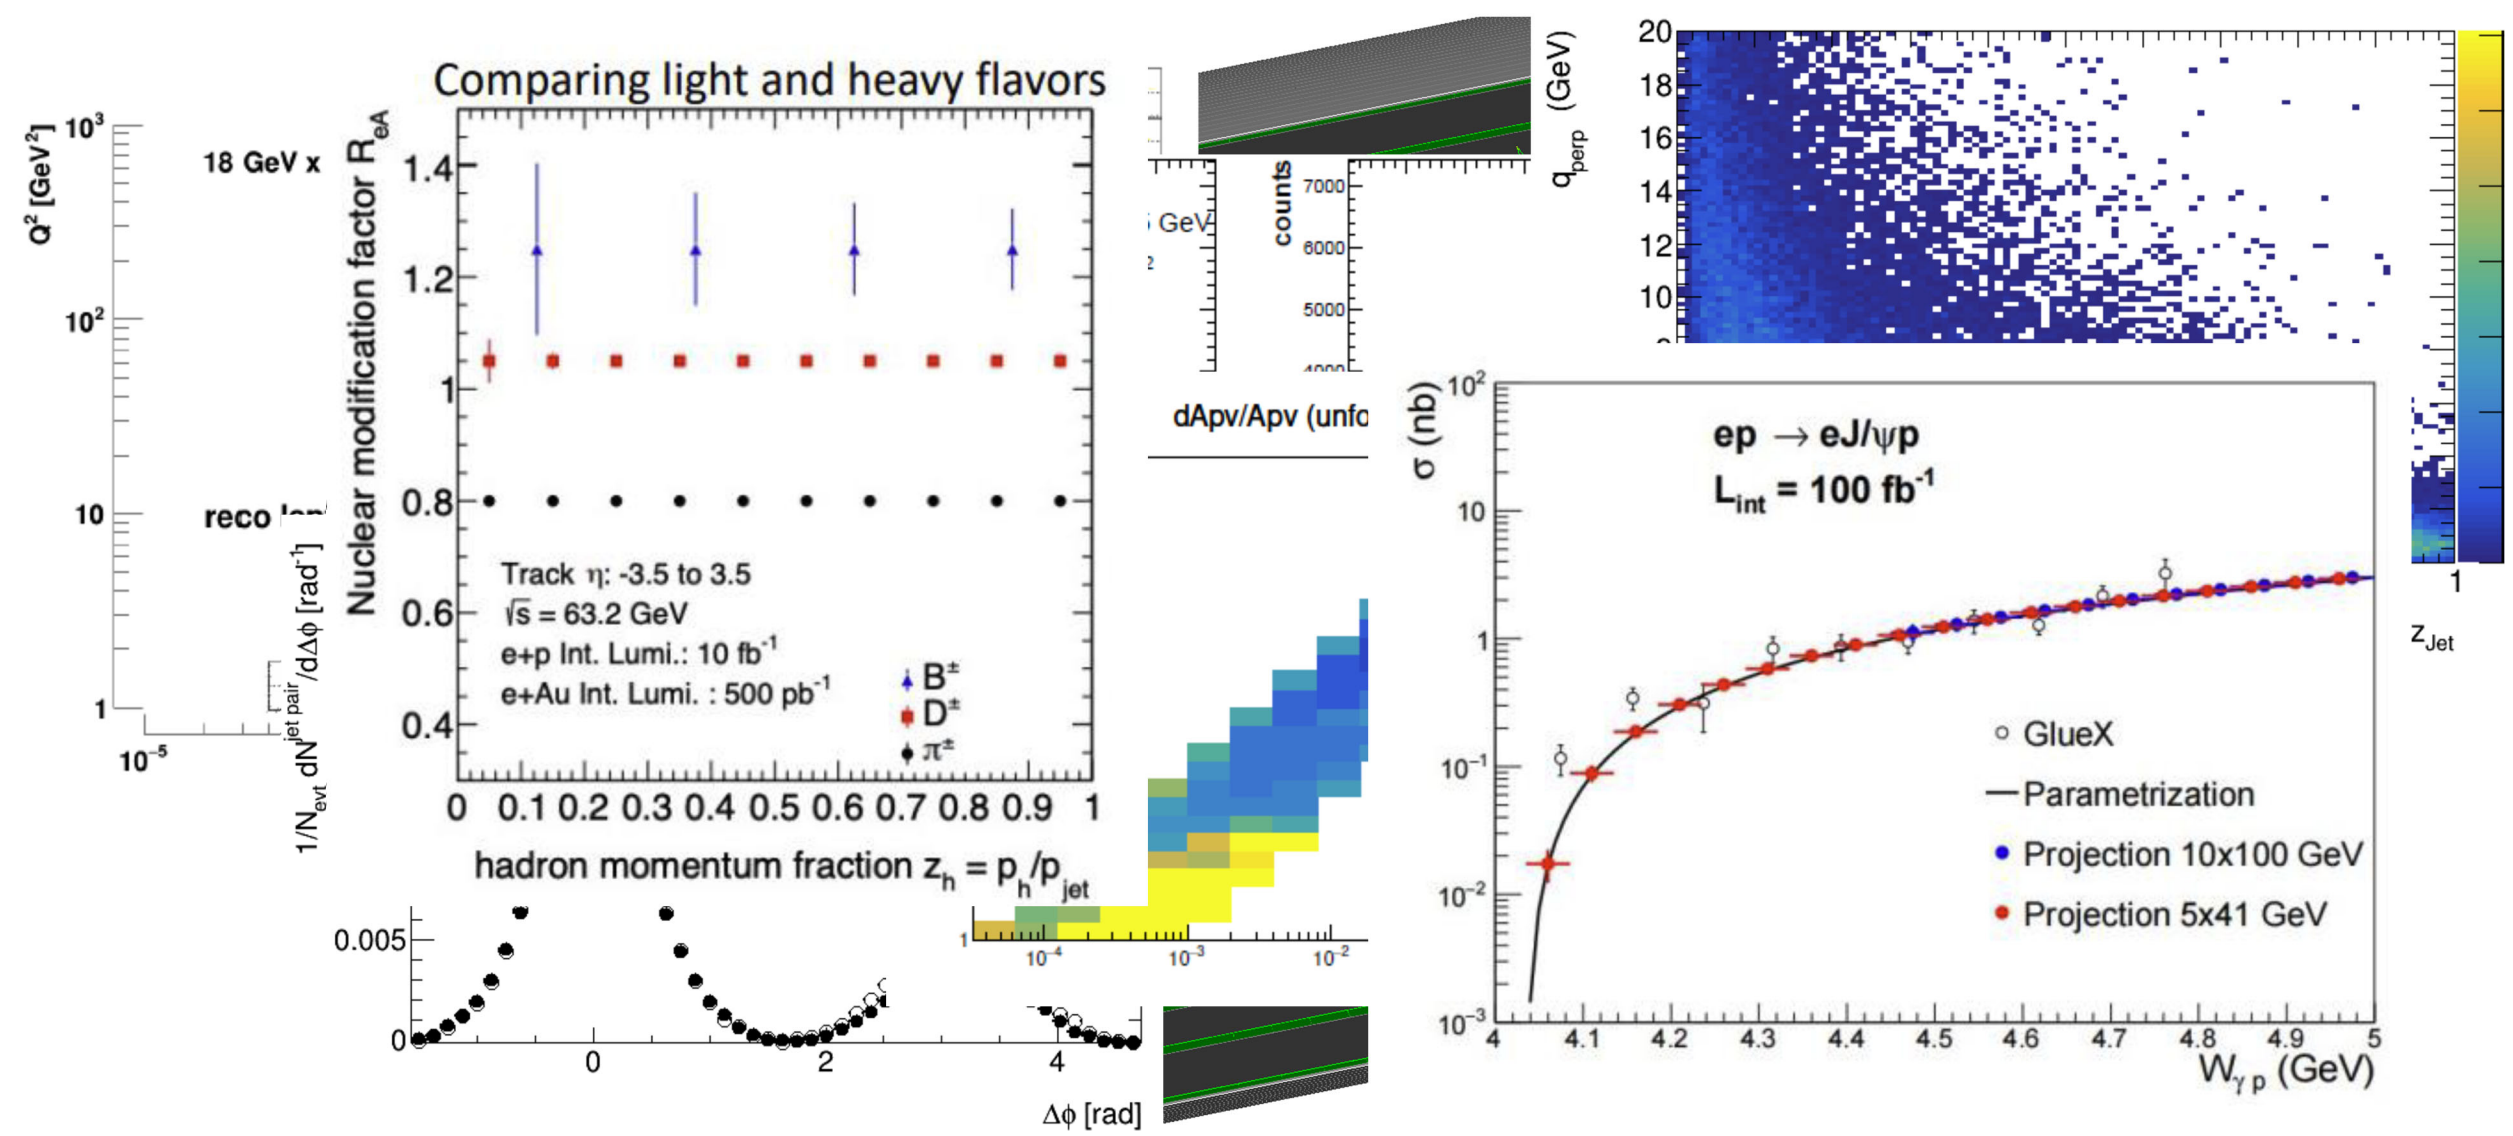 Q² [GeV²]
10³
10²
10
1
10⁻⁵
18 GeV x
reco
Comparing light and heavy flavors
Nuclear modification factor R_eA
1.4
1.2
1
0.8
0.6
0.4
Track η: -3.5 to 3.5
√s = 63.2 GeV
e+p Int. Lumi.: 10 fb⁻¹
e+Au Int. Lumi. : 500 pb⁻¹
B±
D±
π±
0 0.1 0.2 0.3 0.4 0.5 0.6 0.7 0.8 0.9 1
hadron momentum fraction z_h = p_h/p_jet
1/N_evt dN^jet pair/dΔφ [rad⁻¹]
0.005
0
0 2 4
Δφ [rad]
GeV
2
counts
7000
6000
5000
4000
dApv/Apv
1
10⁻⁴ 10⁻³ 10⁻²
q_perp (GeV)
20
18
16
14
12
10
1
z_Jet
σ (nb)
10²
10
1
10⁻¹
10⁻²
10⁻³
ep → eJ/ψp
L_int = 100 fb⁻¹
GlueX
Parametrization
Projection 10x100 GeV
Projection 5x41 GeV
4 4.1 4.2 4.3 4.4 4.5 4.6 4.7 4.8 4.9 5
W_γ p (GeV)